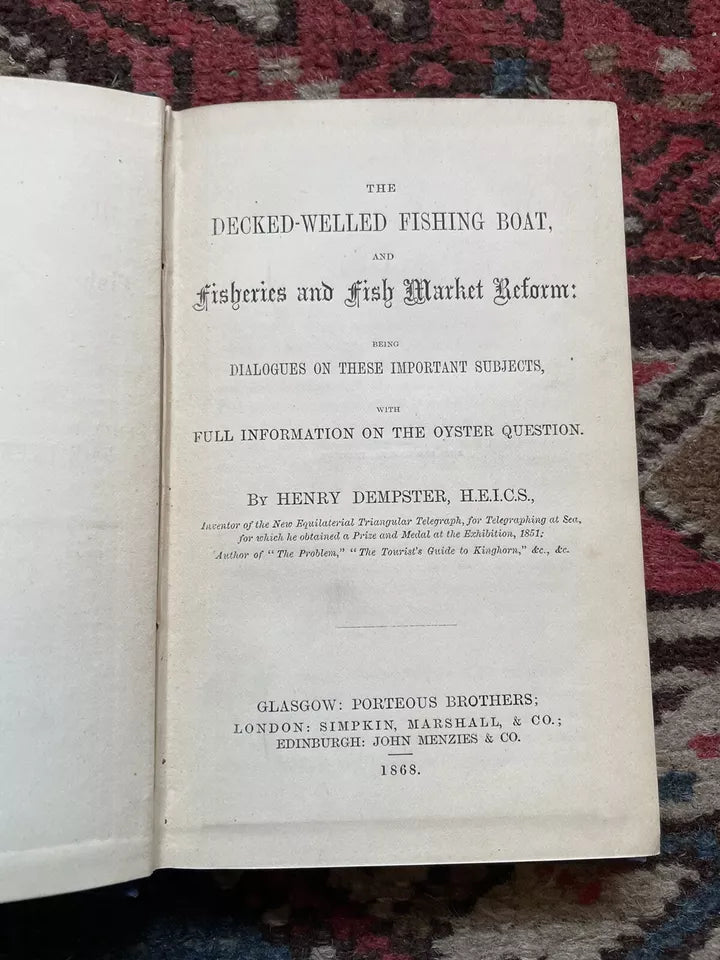 THE
DECKED-WELLED FISHING BOAT,
AND
Fisheries and Fish Market Reform:
BEING
DIALOGUES ON THESE IMPORTANT SUBJECTS,
WITH
FULL INFORMATION ON THE OYSTER QUESTION.
By HENRY DEMPSTER, H.E.I.C.S.,
Inventor of the New Equilaterial Triangular Telegraph, for Telegraphing at Sea,
for which he obtained a Prize and Medal at the Exhibition, 1851;
Author of "The Problem," "The Tourist's Guide to Kinghorn," &c., &c.
GLASGOW: PORTEOUS BROTHERS;
LONDON: SIMPKIN, MARSHALL, & CO.;
EDINBURGH: JOHN MENZIES & CO.
1868.